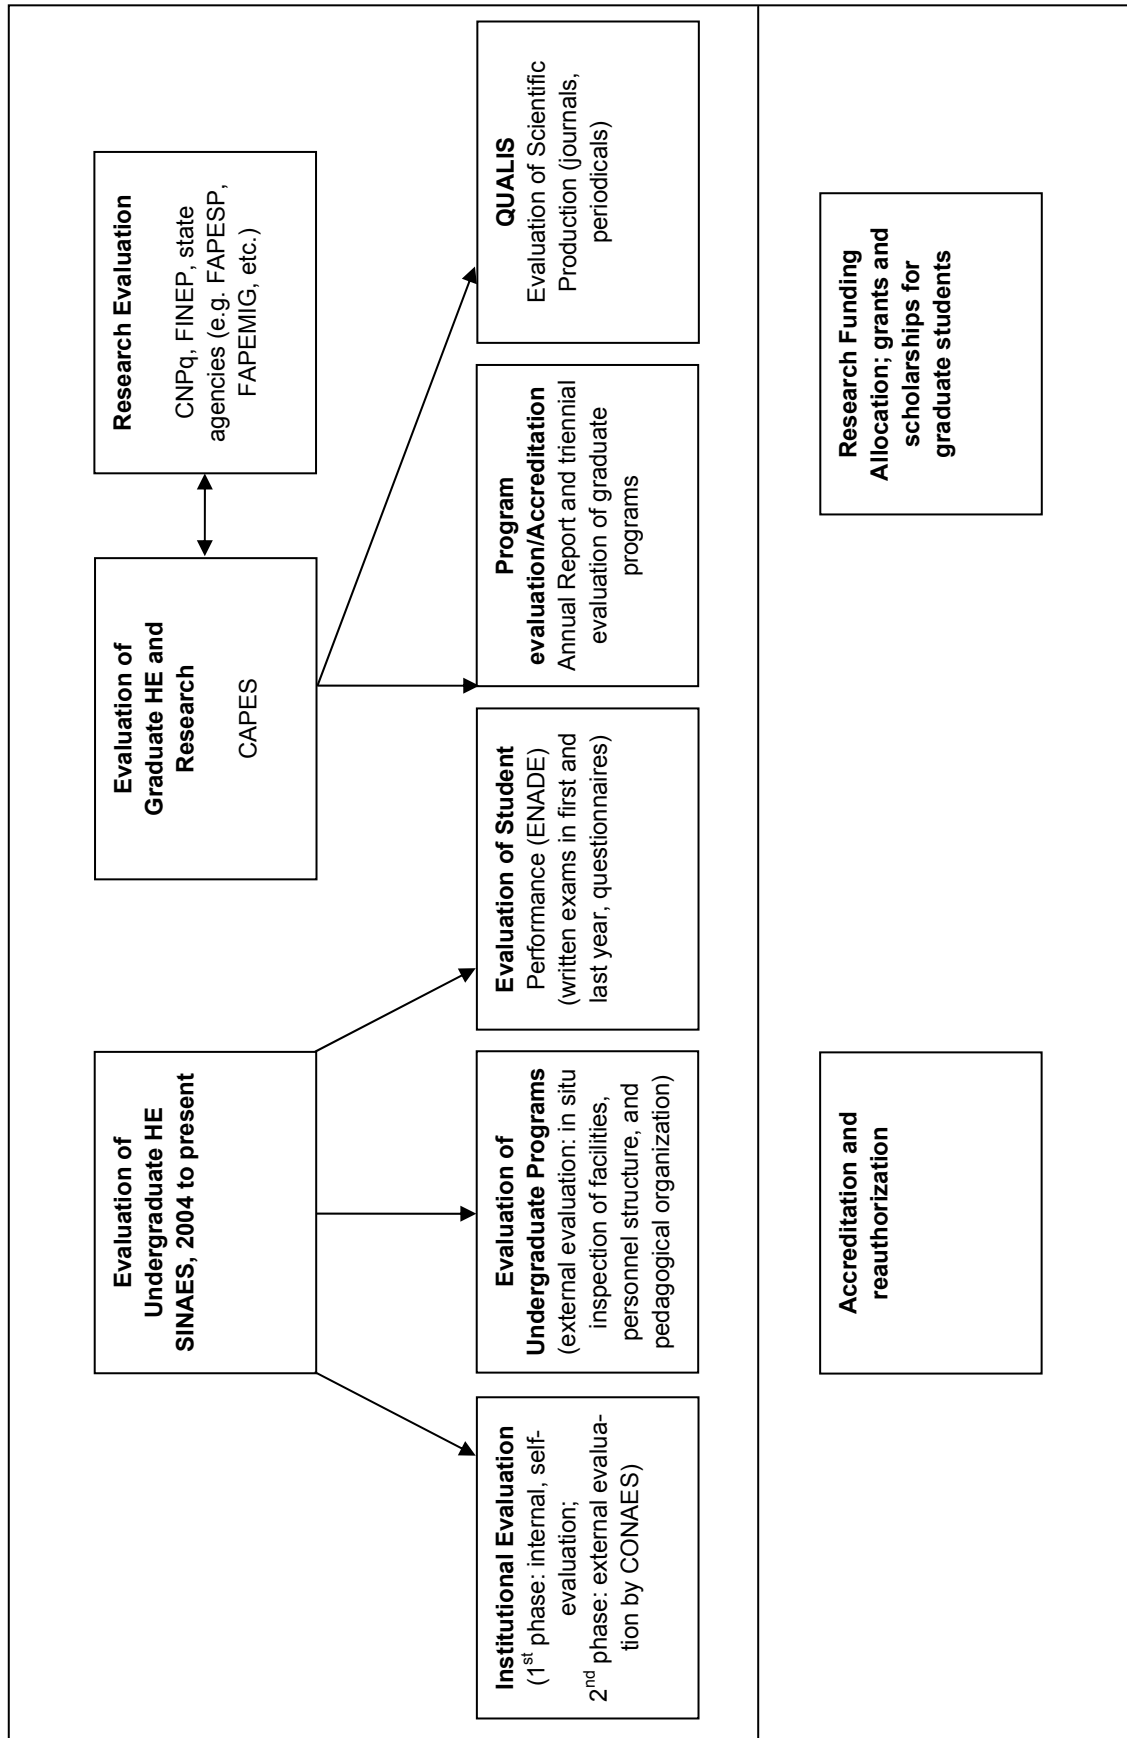 Evaluation of
Undergraduate HE
SINAES, 2004 to present
Evaluation of
Graduate HE and
Research
CAPES
Research Evaluation
CNPq, FINEP, state
agencies (e.g. FAPESP,
FAPEMIG, etc.)
Institutional Evaluation
(1st phase: internal, self-
evaluation;
2nd phase: external evalua-
tion by CONAES)
Evaluation of
Undergraduate Programs
(external evaluation: in situ
inspection of facilities,
personnel structure, and
pedagogical organization)
Evaluation of Student
Performance (ENADE)
(written exams in first and
last year, questionnaires)
Program
evaluation/Accreditation
Annual Report and triennial
evaluation of graduate
programs
QUALIS
Evaluation of Scientific
Production (journals,
periodicals)
Accreditation and
reauthorization
Research Funding
Allocation; grants and
scholarships for
graduate students